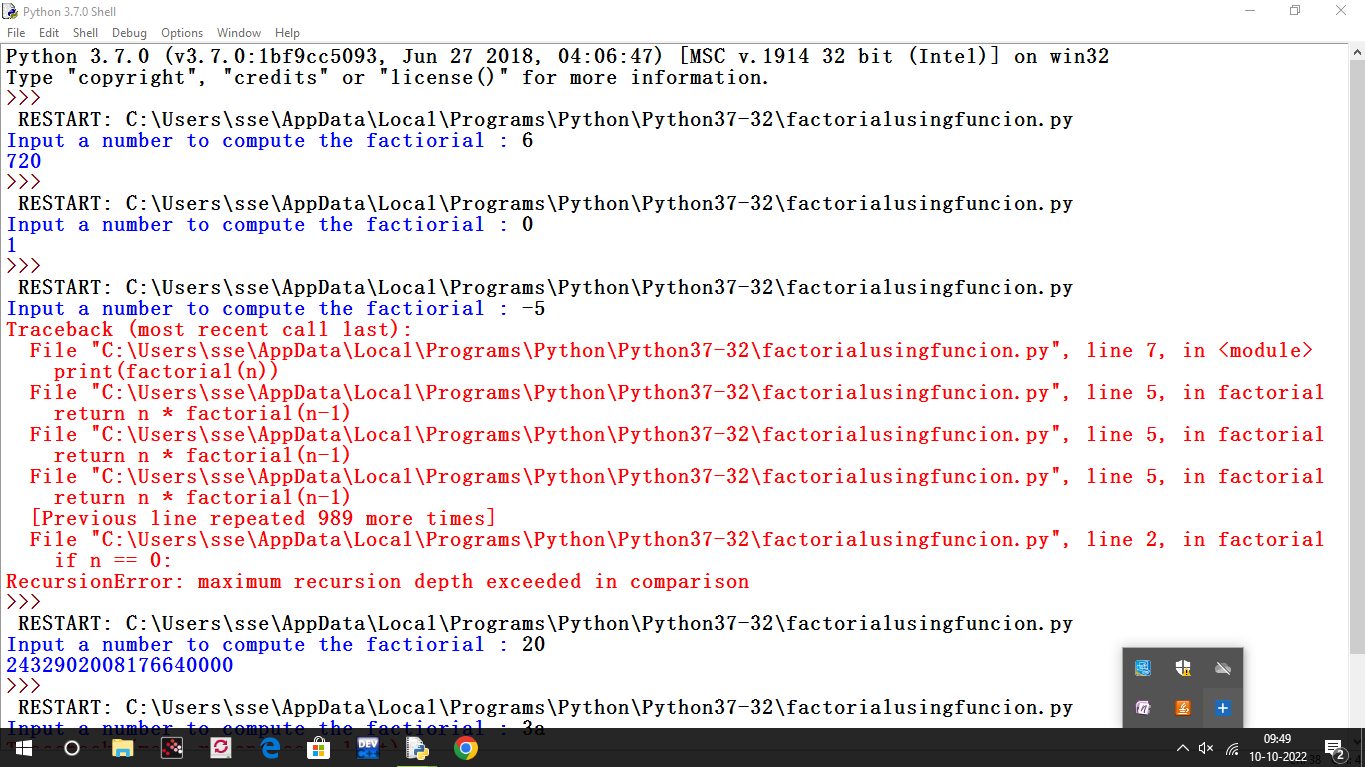 Python 3.7.0 Shell
File Edit Shell Debug Options Window Help
Python 3.7.0 (v3.7.0:1bf9cc5093, Jun 27 2018, 04:06:47) [MSC v.1914 32 bit (Intel)] on win32
Type "copyright", "credits" or "license()" for more information.
>>>
 RESTART: C:\Users\sse\AppData\Local\Programs\Python\Python37-32\factorialusingfuncion.py
Input a number to compute the factiorial : 6
720
>>>
 RESTART: C:\Users\sse\AppData\Local\Programs\Python\Python37-32\factorialusingfuncion.py
Input a number to compute the factiorial : 0
1
>>>
 RESTART: C:\Users\sse\AppData\Local\Programs\Python\Python37-32\factorialusingfuncion.py
Input a number to compute the factiorial : -5
Traceback (most recent call last):
  File "C:\Users\sse\AppData\Local\Programs\Python\Python37-32\factorialusingfuncion.py", line 7, in <module>
    print(factorial(n))
  File "C:\Users\sse\AppData\Local\Programs\Python\Python37-32\factorialusingfuncion.py", line 5, in factorial
    return n * factorial(n-1)
  File "C:\Users\sse\AppData\Local\Programs\Python\Python37-32\factorialusingfuncion.py", line 5, in factorial
    return n * factorial(n-1)
  File "C:\Users\sse\AppData\Local\Programs\Python\Python37-32\factorialusingfuncion.py", line 5, in factorial
    return n * factorial(n-1)
  [Previous line repeated 989 more times]
  File "C:\Users\sse\AppData\Local\Programs\Python\Python37-32\factorialusingfuncion.py", line 2, in factorial
    if n == 0:
RecursionError: maximum recursion depth exceeded in comparison
>>>
 RESTART: C:\Users\sse\AppData\Local\Programs\Python\Python37-32\factorialusingfuncion.py
Input a number to compute the factiorial : 20
2432902008176640000
>>>
 RESTART: C:\Users\sse\AppData\Local\Programs\Python\Python37-32\factorialusingfuncion.py
Input a number to compute the factiorial : 3a
DEV
09:49
10-10-2022
2